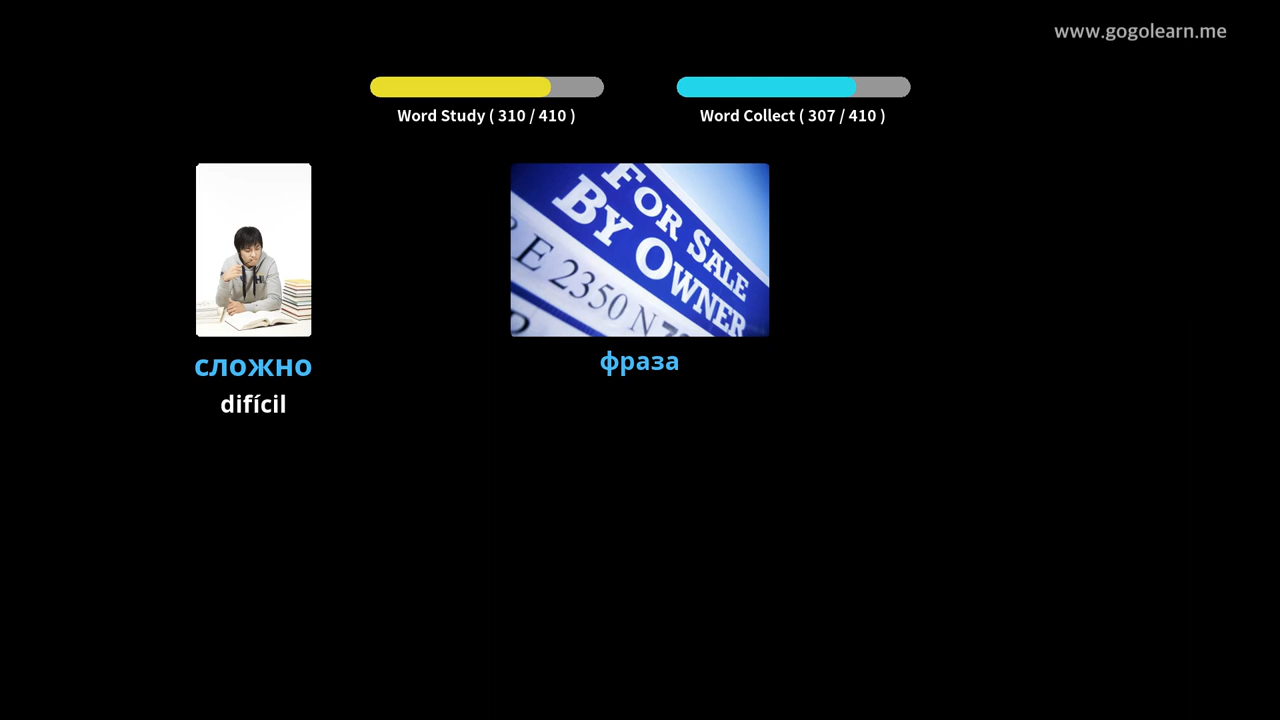 www.gogolearn.me
Word Study ( 310 / 410 )
Word Collect ( 307 / 410 )
FOR SALE
BY OWNER
E 2350 N
сложно
difícil
фраза